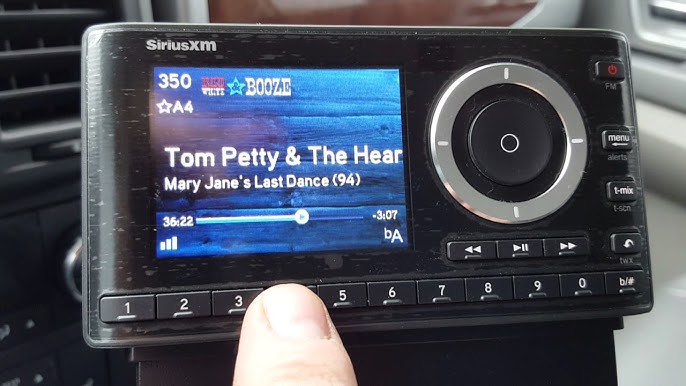 SiriusXM
350 RED WHITE & BOOZE
A4
Tom Petty & The Hear
Mary Jane's Last Dance (94)
36:22 -3:07
bA
FM
menu
alerts
t-mix
t-scn
twx
1 2 3 5 6 7 8 9 0 b/#